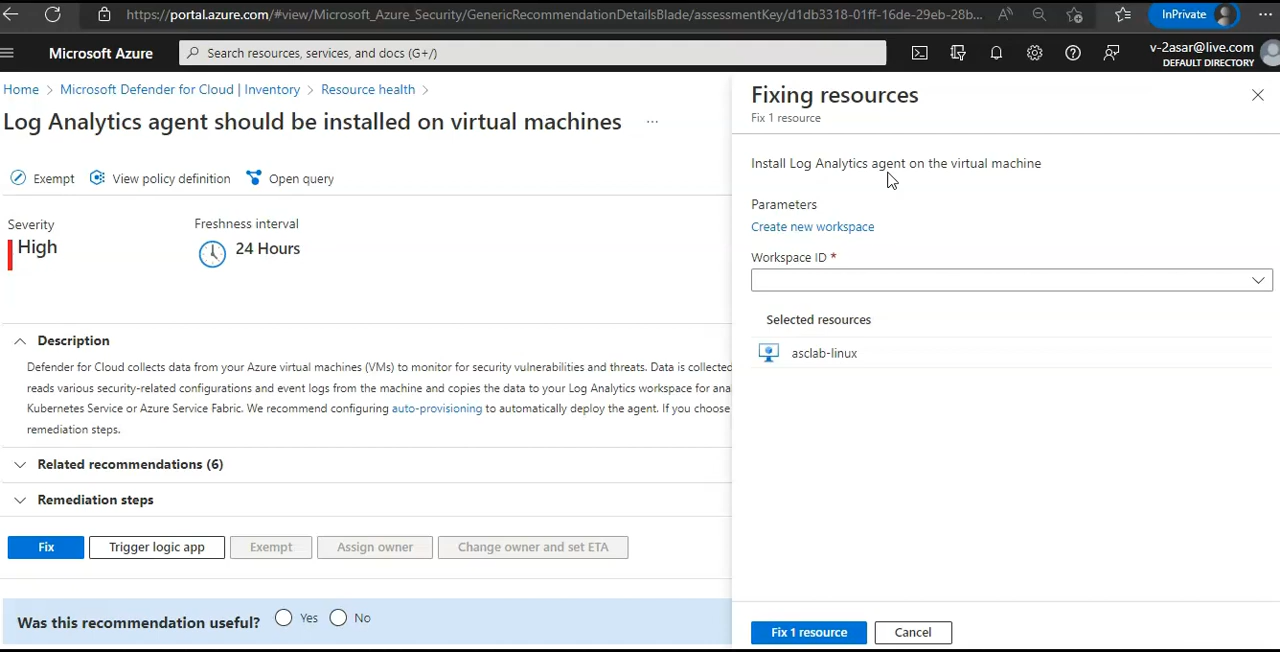 https://portal.azure.com/#view/Microsoft_Azure_Security/GenericRecommendationDetailsBlade/assessmentKey/d1db3318-01ff-16de-29eb-28b...
InPrivate
Microsoft Azure
Search resources, services, and docs (G+/)
v-2asar@live.com
DEFAULT DIRECTORY
Home > Microsoft Defender for Cloud | Inventory > Resource health >
Log Analytics agent should be installed on virtual machines ...
Exempt View policy definition Open query
Severity
High
Freshness interval
24 Hours
Description
Defender for Cloud collects data from your Azure virtual machines (VMs) to monitor for security vulnerabilities and threats. Data is collected
reads various security-related configurations and event logs from the machine and copies the data to your Log Analytics workspace for ana
Kubernetes Service or Azure Service Fabric. We recommend configuring auto-provisioning to automatically deploy the agent. If you choose
remediation steps.
Related recommendations (6)
Remediation steps
Fix Trigger logic app Exempt Assign owner Change owner and set ETA
Was this recommendation useful? Yes No
Fixing resources
Fix 1 resource
Install Log Analytics agent on the virtual machine
Parameters
Create new workspace
Workspace ID *
Selected resources
asclab-linux
Fix 1 resource Cancel